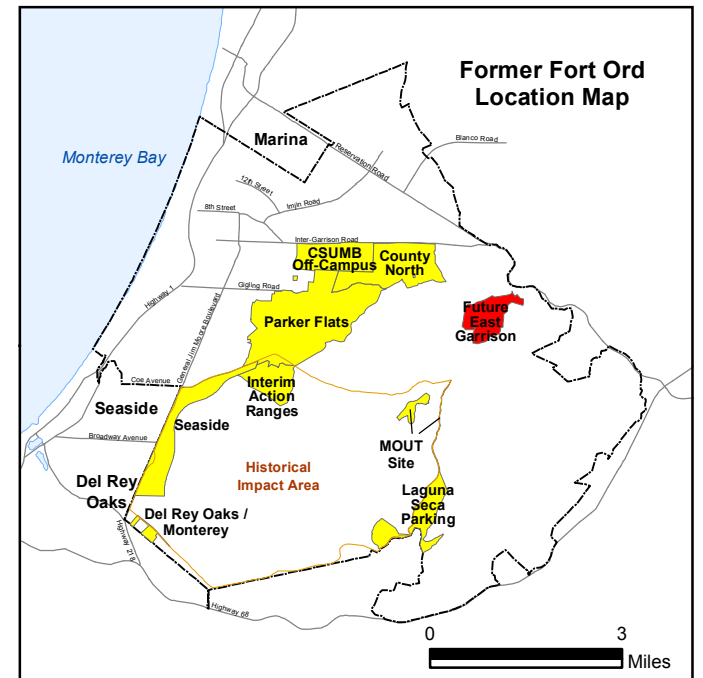 Former Fort Ord
Location Map
Marina
Monterey Bay
Blanco Road
Reservation Road
12th Street
Imjin Road
8th Street
Inter-Garrison Road
CSUMB
Off-Campus
County
North
Gigling Road
Highway 1
General Jim Moore Boulevard
Parker Flats
Future
East
Garrison
Coe Avenue
Interim
Action
Ranges
Seaside
Seaside
Broadway Avenue
MOUT
Site
Historical
Impact Area
Del Rey
Oaks
Laguna
Seca
Parking
Del Rey Oaks /
Monterey
Highway 218
Highway 68
0 3
Miles